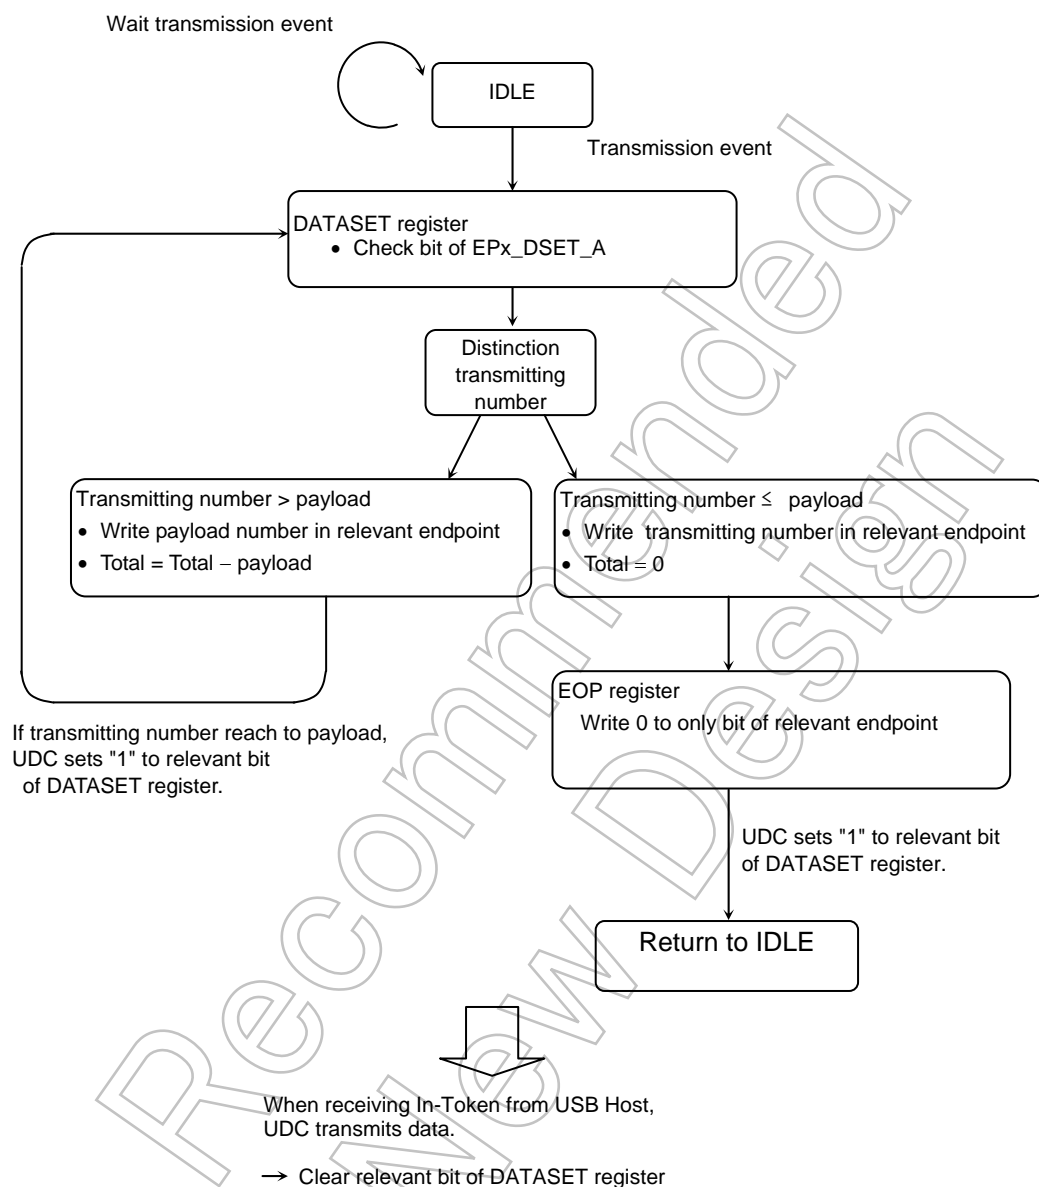 Wait transmission event
IDLE
Transmission event
DATASET register
• Check bit of EPx_DSET_A
Distinction
transmitting
number
Transmitting number > payload
• Write payload number in relevant endpoint
• Total = Total − payload
Transmitting number ≤ payload
• Write transmitting number in relevant endpoint
• Total = 0
If transmitting number reach to payload,
UDC sets "1" to relevant bit
of DATASET register.
EOP register
Write 0 to only bit of relevant endpoint
UDC sets "1" to relevant bit
of DATASET register.
Return to IDLE
When receiving In-Token from USB Host,
UDC transmits data.
→ Clear relevant bit of DATASET register
Recommended
New Design